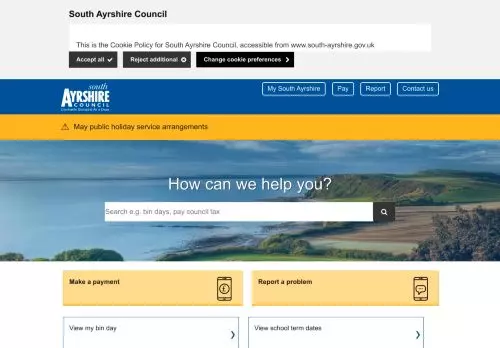 South Ayrshire Council
This is the Cookie Policy for South Ayrshire Council, accessible from www.south-ayrshire.gov.uk
Accept all
Reject additional
Change cookie preferences
south
AYRSHIRE
COUNCIL
My South Ayrshire
Pay
Report
Contact us
May public holiday service arrangements
How can we help you?
Search e.g. bin days, pay council tax
Make a payment
Report a problem
View my bin day
View school term dates